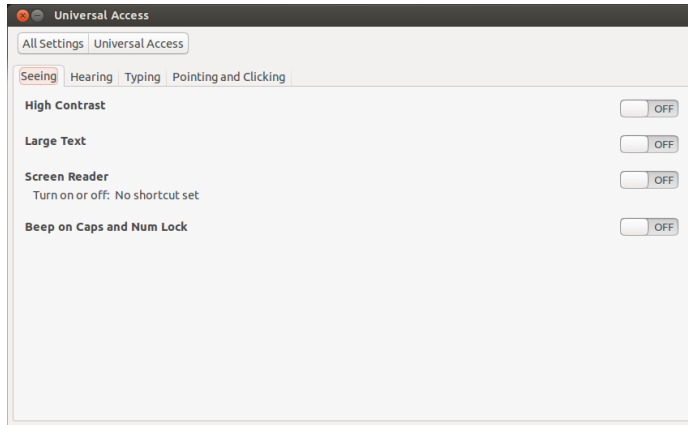 Universal Access
All Settings Universal Access
Seeing Hearing Typing Pointing and Clicking
High Contrast OFF
Large Text OFF
Screen Reader OFF
Turn on or off: No shortcut set
Beep on Caps and Num Lock OFF